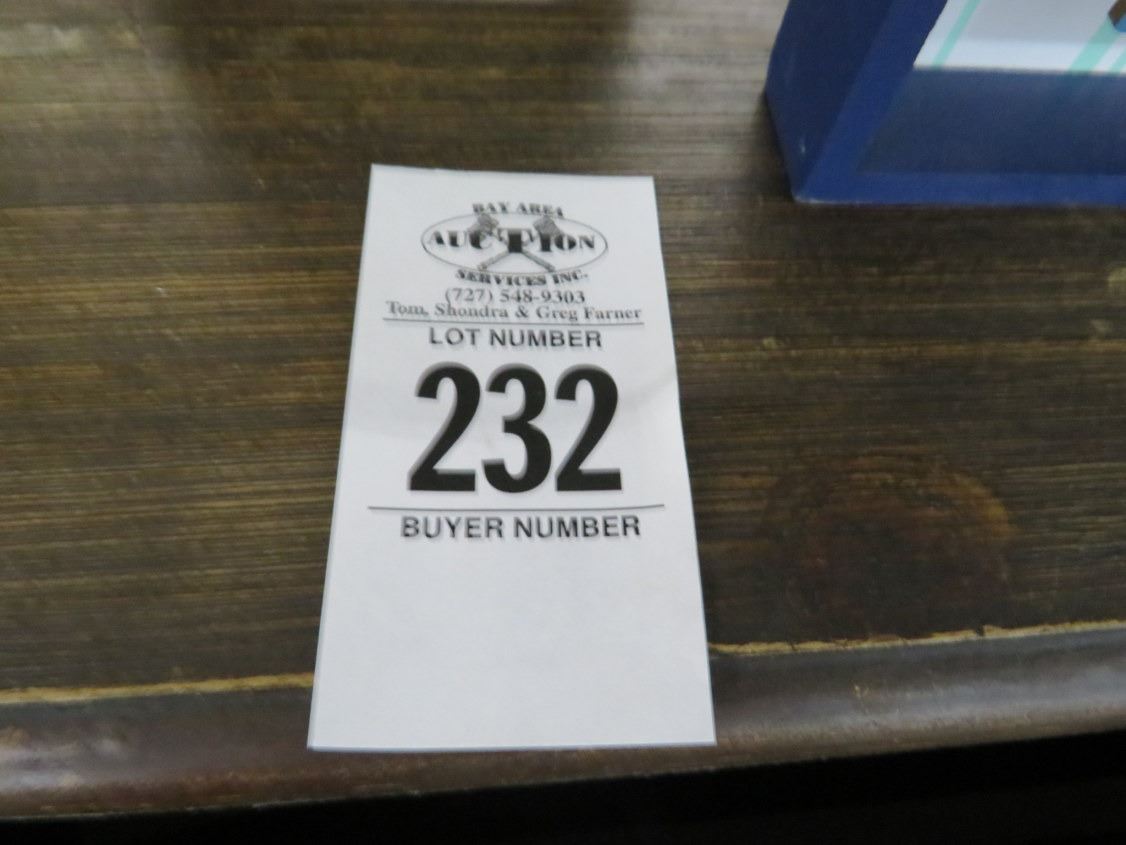 BAY AREA
AUCTION
SERVICES INC.
(727) 548-9303
Tom, Shondra & Greg Farner
LOT NUMBER
232
BUYER NUMBER